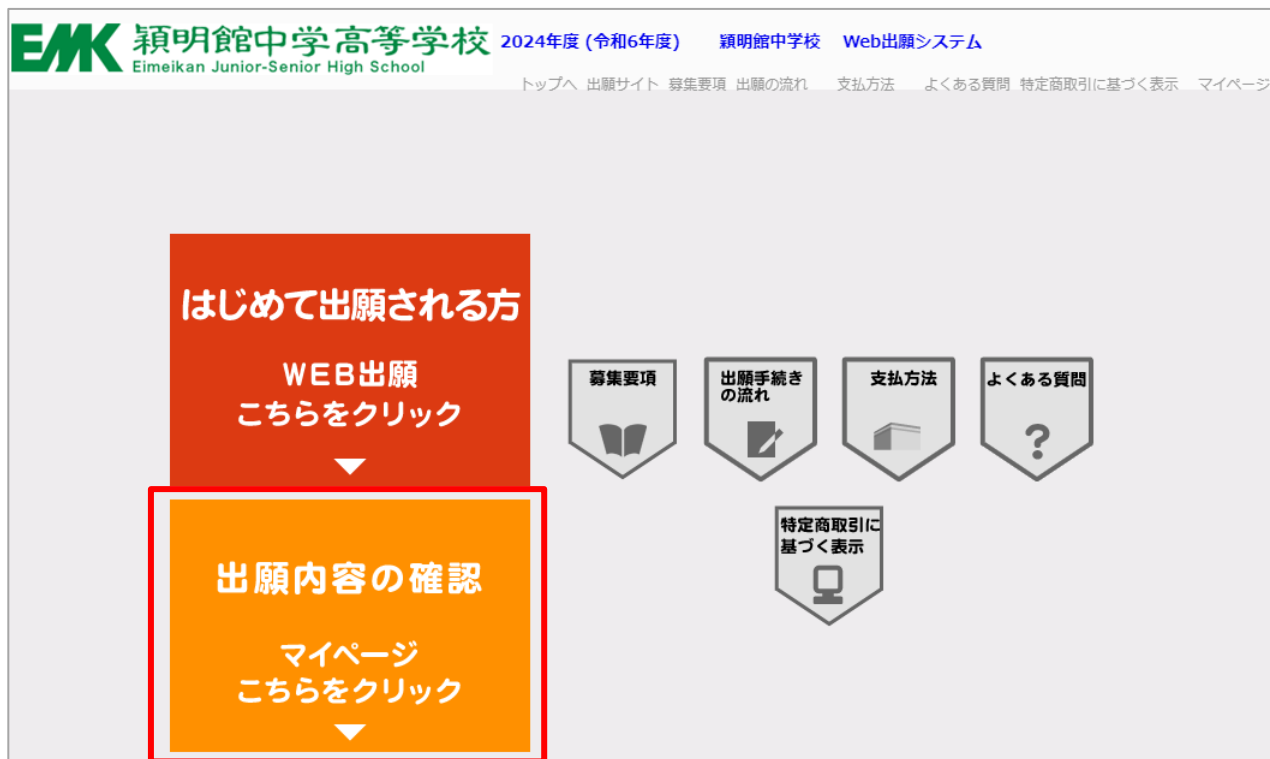 EMK 穎明館中学高等学校
Eimeikan Junior-Senior High School
2024年度 (令和6年度) 穎明館中学校 Web出願システム
トップへ 出願サイト 募集要項 出願の流れ 支払方法 よくある質問 特定商取引に基づく表示 マイページ
はじめて出願される方
WEB出願
こちらをクリック
募集要項
出願手続き
の流れ
支払方法
よくある質問
?
特定商取引に
基づく表示
出願内容の確認
マイページ
こちらをクリック